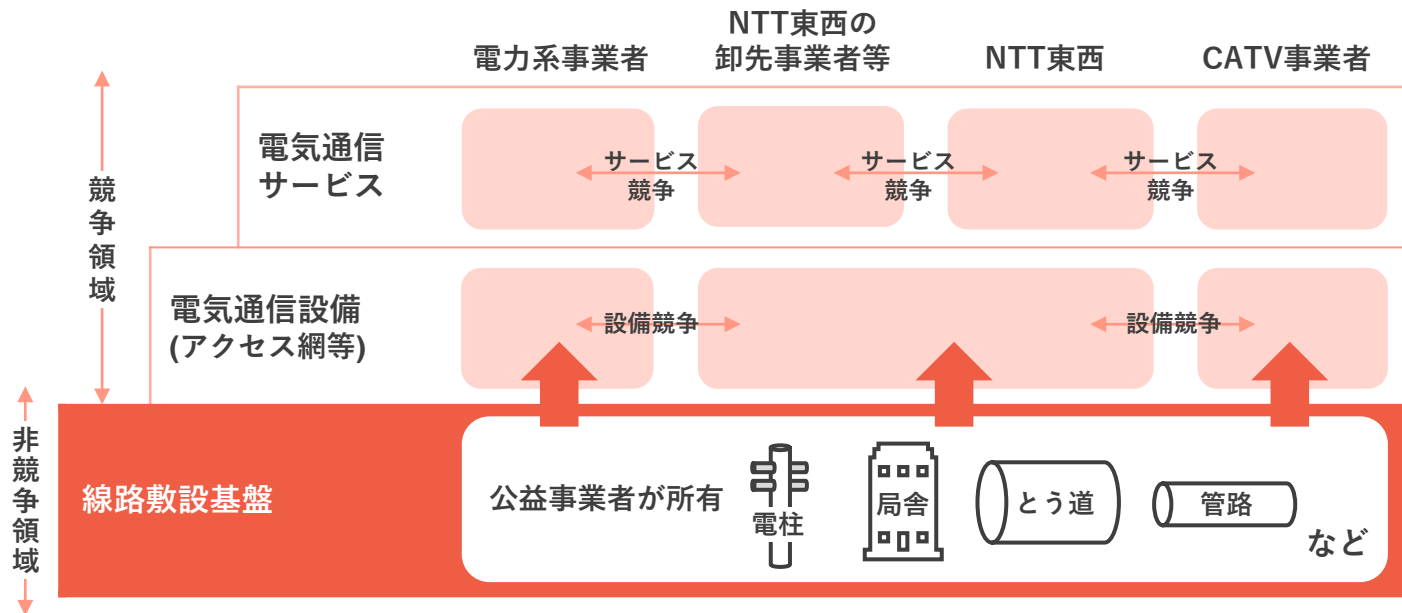 電力系事業者
NTT東西の
卸先事業者等
NTT東西
CATV事業者
競争領域
電気通信
サービス
サービス
競争
サービス
競争
サービス
競争
電気通信設備
(アクセス網等)
設備競争
設備競争
非競争領域
線路敷設基盤
公益事業者が所有
電柱
局舎
とう道
管路
など